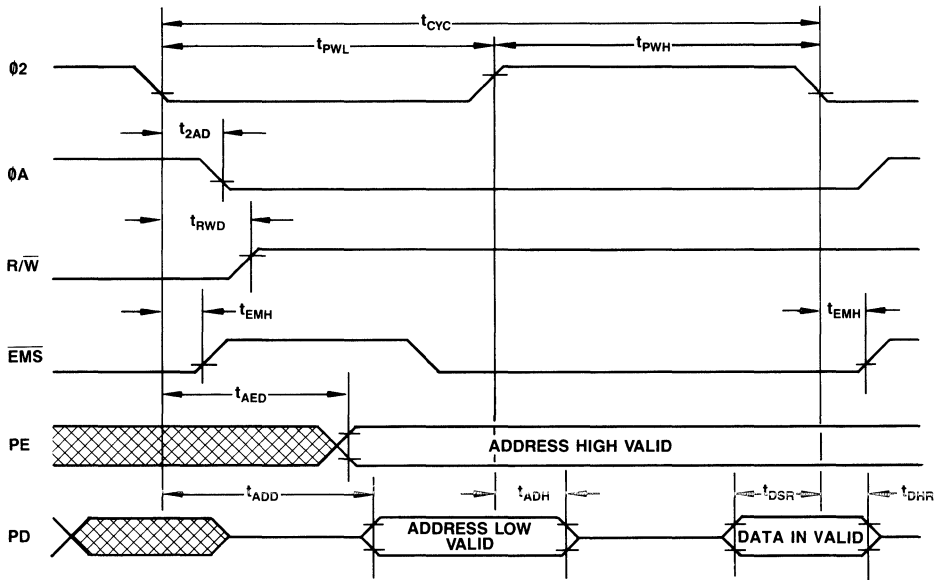 tCYC
tPWL
tPWH
Ø2
t2AD
ØA
tRWD
R/W̅
tEMH
tEMH
E̅M̅S̅
tAED
PE
ADDRESS HIGH VALID
tADD
tADH
tDSR
tDHR
PD
ADDRESS LOW
VALID
DATA IN VALID